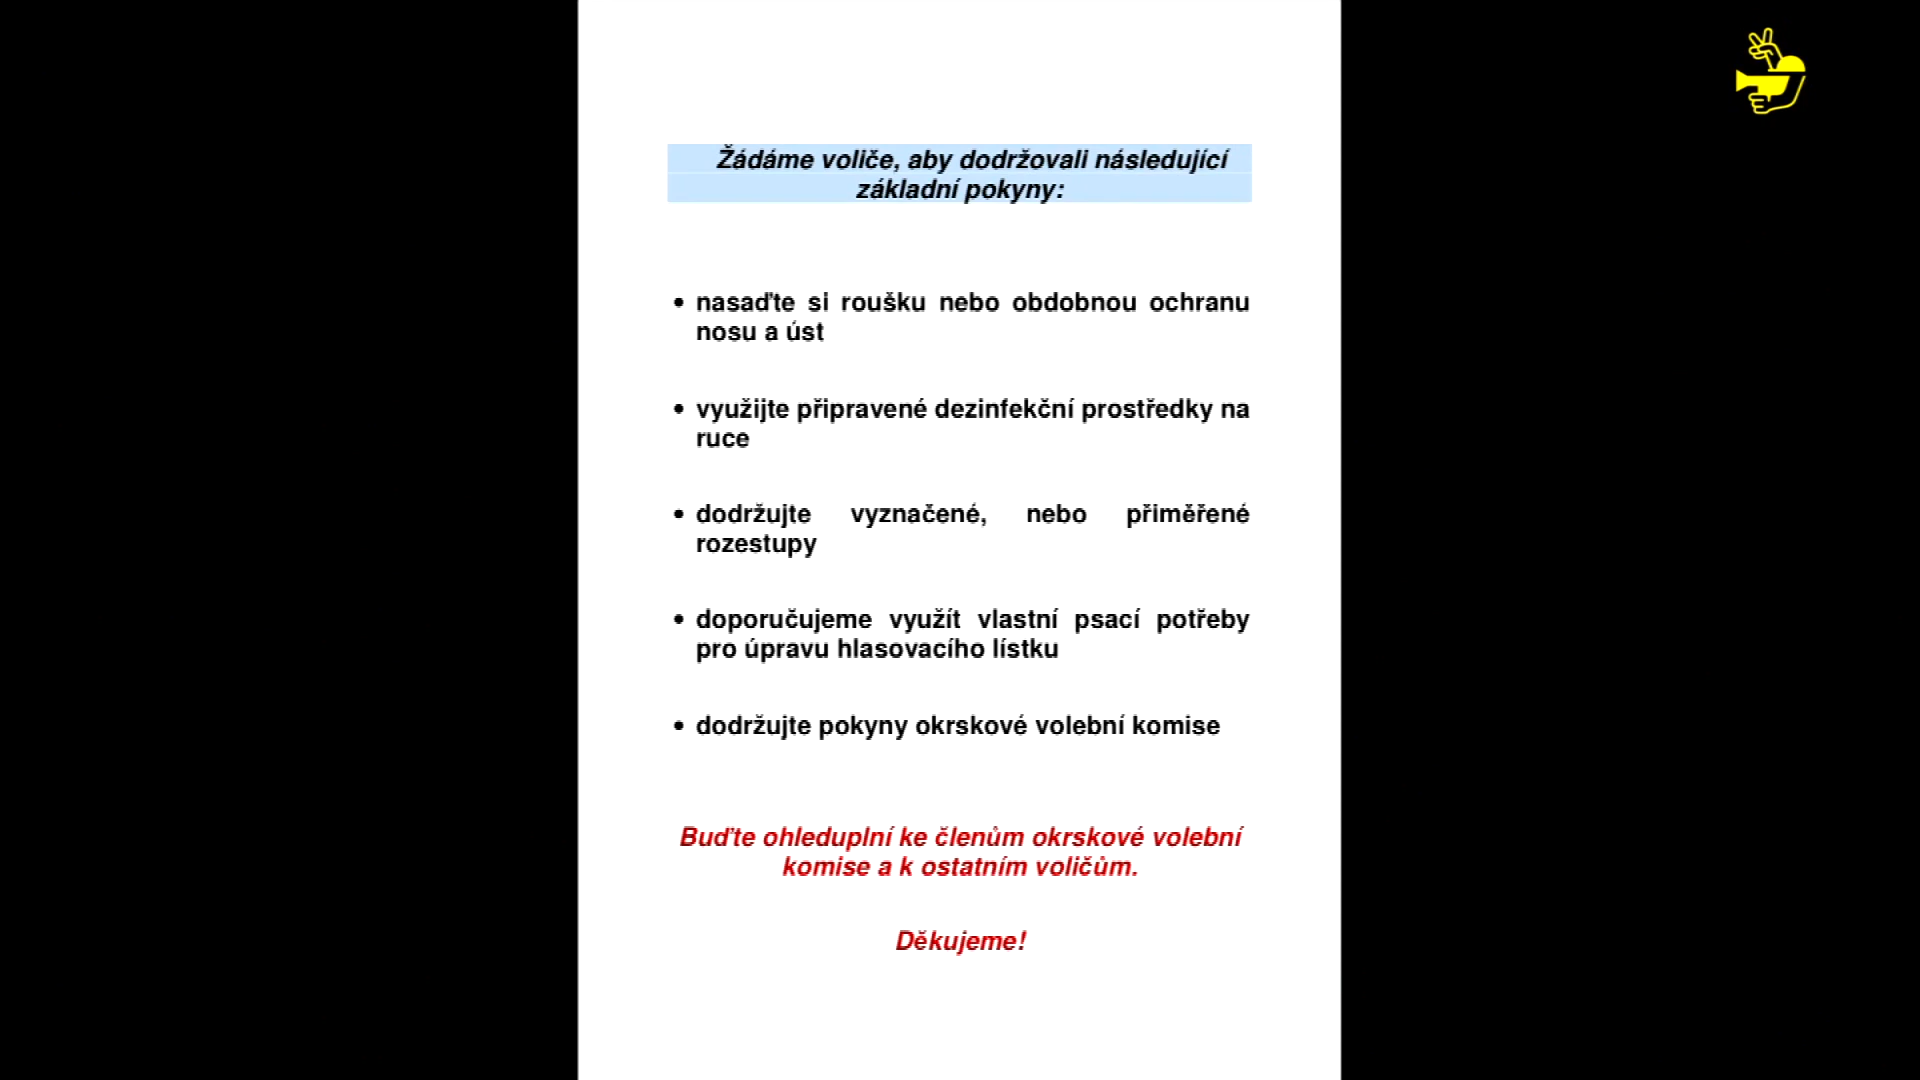 Žádáme voliče, aby dodržovali následující
základní pokyny:
• nasaďte si roušku nebo obdobnou ochranu
nosu a úst
• využijte připravené dezinfekční prostředky na
ruce
• dodržujte vyznačené, nebo přiměřené
rozestupy
• doporučujeme využít vlastní psací potřeby
pro úpravu hlasovacího lístku
• dodržujte pokyny okrskové volební komise
Buďte ohleduplní ke členům okrskové volební
komise a k ostatním voličům.
Děkujeme!